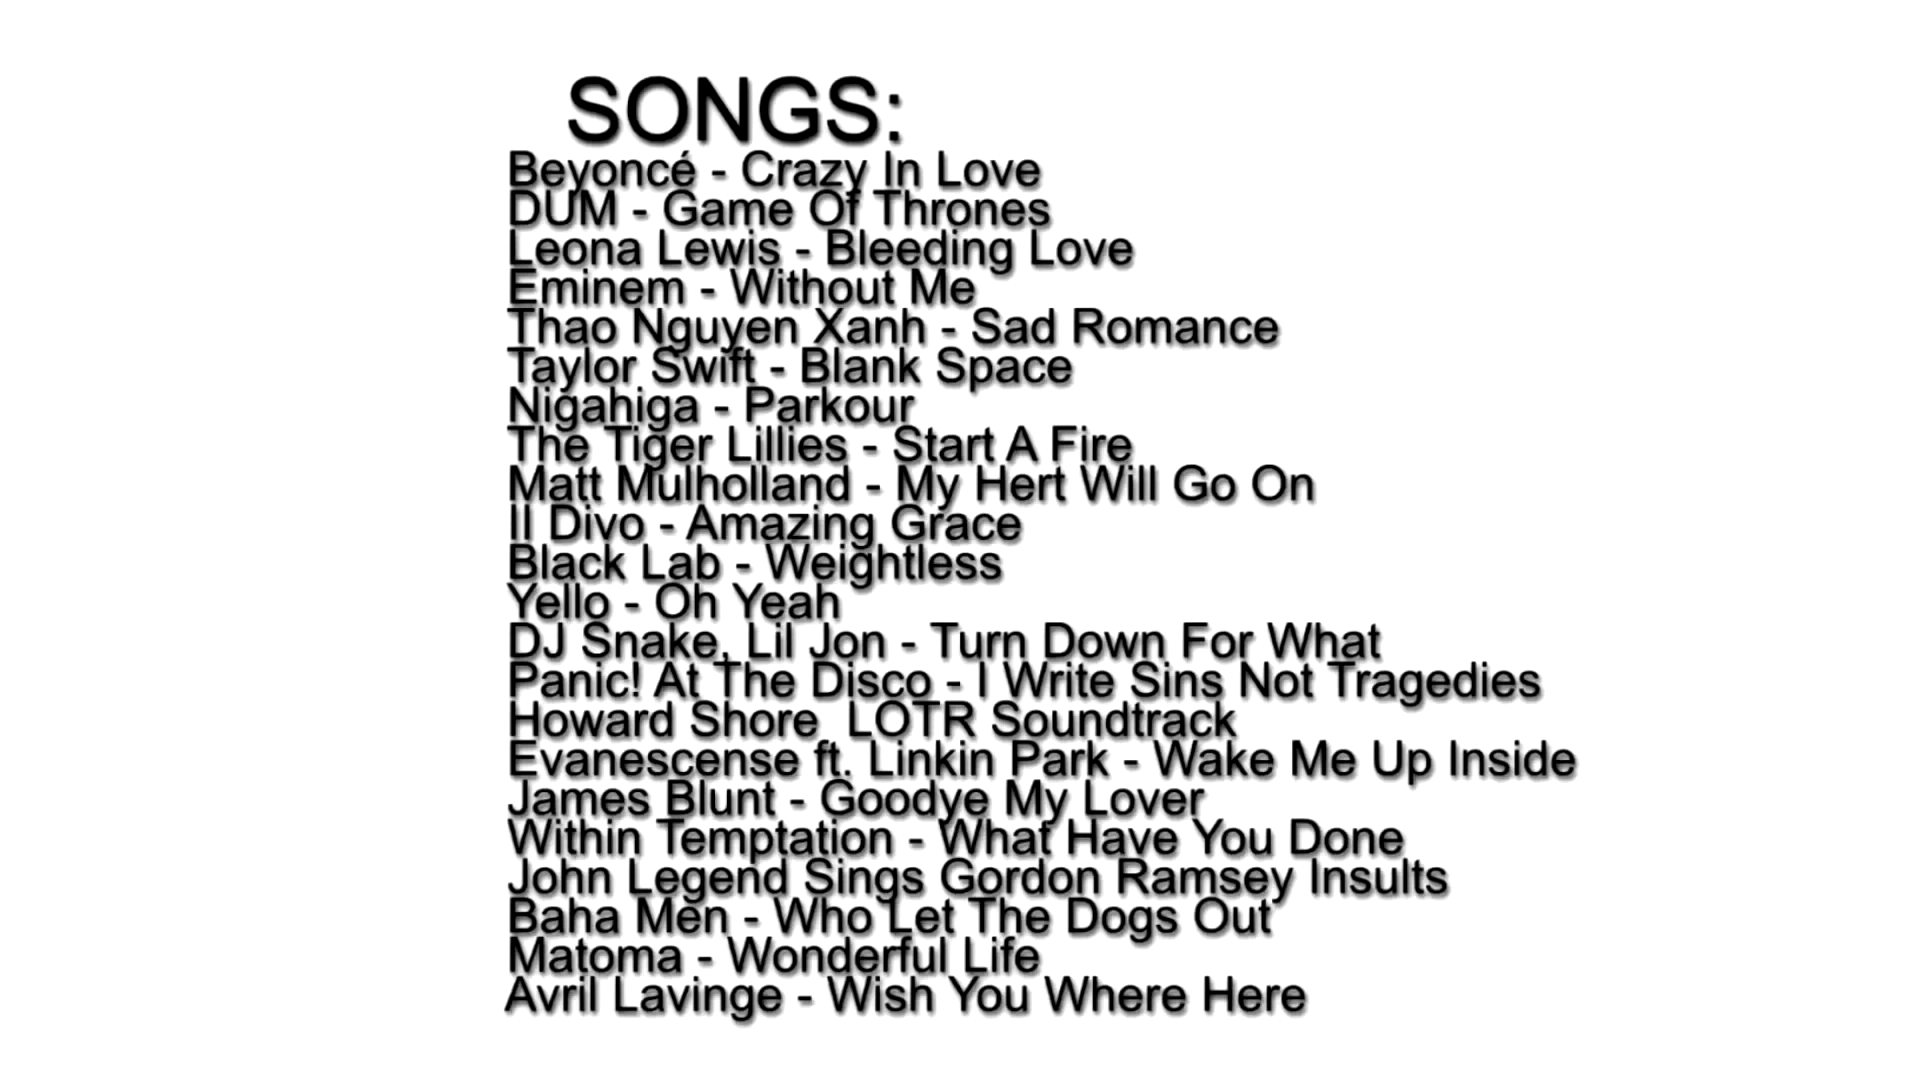 SONGS:
Beyoncé - Crazy In Love
DUM - Game Of Thrones
Leona Lewis - Bleeding Love
Eminem - Without Me
Thao Nguyen Xanh - Sad Romance
Taylor Swift - Blank Space
Nigahiga - Parkour
The Tiger Lillies - Start A Fire
Matt Mulholland - My Hert Will Go On
Il Divo - Amazing Grace
Black Lab - Weightless
Yello - Oh Yeah
DJ Snake, Lil Jon - Turn Down For What
Panic! At The Disco - I Write Sins Not Tragedies
Howard Shore  LOTR Soundtrack
Evanescense ft. Linkin Park - Wake Me Up Inside
James Blunt - Goodye My Lover
Within Temptation - What Have You Done
John Legend Sings Gordon Ramsey Insults
Baha Men - Who Let The Dogs Out
Matoma - Wonderful Life
Avril Lavinge - Wish You Where Here